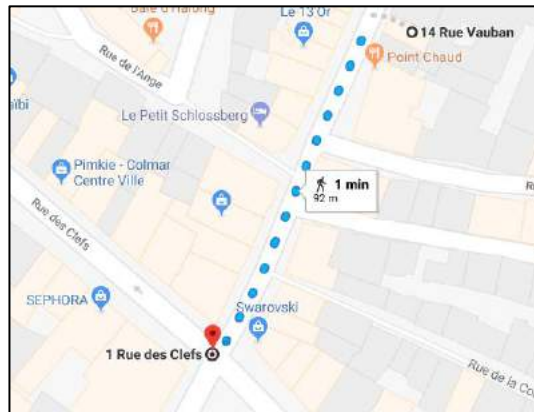 Le 13 Or
14 Rue Vauban
Point Chaud
Rue de l'Ange
Le Petit Schlossberg
Pimkie - Colmar
Centre Ville
1 min
92 m
Rue des Clefs
SEPHORA
Swarovski
1 Rue des Clefs
Rue de la